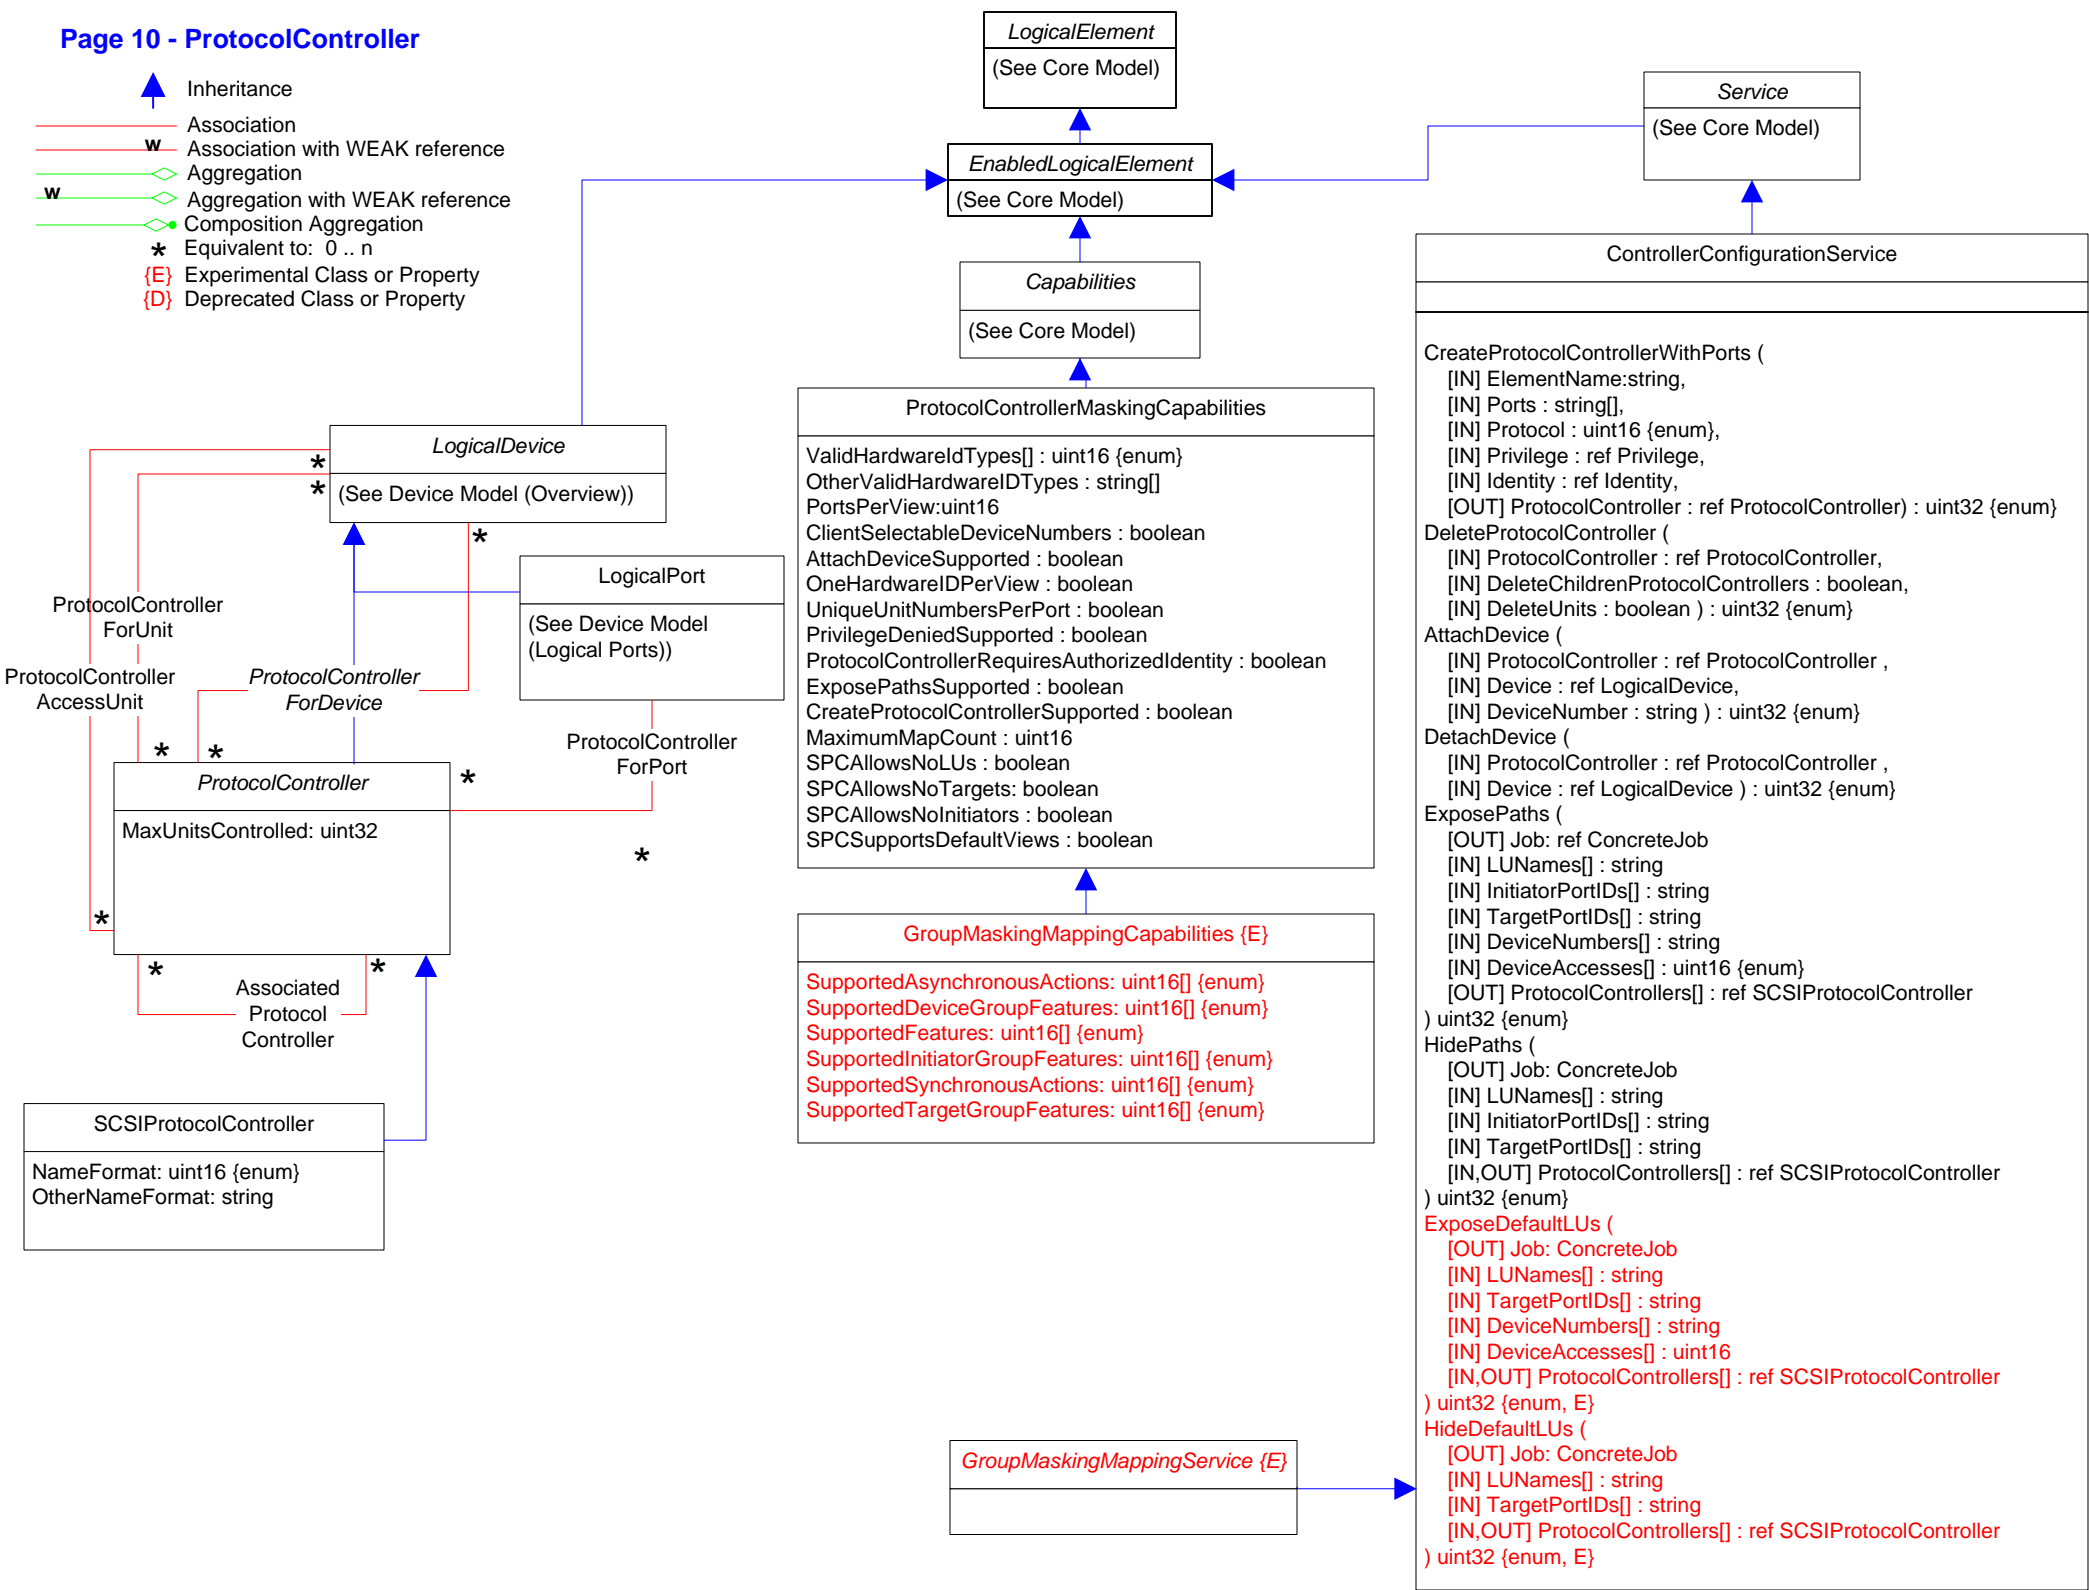 Page 10 - ProtocolController
Inheritance
Association
w Association with WEAK reference
Aggregation
w Aggregation with WEAK reference
Composition Aggregation
* Equivalent to: 0 .. n
{E} Experimental Class or Property
{D} Deprecated Class or Property
LogicalElement
(See Core Model)
EnabledLogicalElement
(See Core Model)
Service
(See Core Model)
Capabilities
(See Core Model)
LogicalDevice
(See Device Model (Overview))
*
*
*
LogicalPort
(See Device Model
(Logical Ports))
ProtocolController
ForUnit
ProtocolController
AccessUnit
ProtocolController
ForDevice
ProtocolController
ForPort
*
*
*
*
*
ProtocolController
MaxUnitsControlled: uint32
*
*
Associated
Protocol
Controller
SCSIProtocolController
NameFormat: uint16 {enum}
OtherNameFormat: string
ProtocolControllerMaskingCapabilities
ValidHardwareIdTypes[] : uint16 {enum}
OtherValidHardwareIDTypes : string[]
PortsPerView:uint16
ClientSelectableDeviceNumbers : boolean
AttachDeviceSupported : boolean
OneHardwareIDPerView : boolean
UniqueUnitNumbersPerPort : boolean
PrivilegeDeniedSupported : boolean
ProtocolControllerRequiresAuthorizedIdentity : boolean
ExposePathsSupported : boolean
CreateProtocolControllerSupported : boolean
MaximumMapCount : uint16
SPCAllowsNoLUs : boolean
SPCAllowsNoTargets: boolean
SPCAllowsNoInitiators : boolean
SPCSupportsDefaultViews : boolean
GroupMaskingMappingCapabilities {E}
SupportedAsynchronousActions: uint16[] {enum}
SupportedDeviceGroupFeatures: uint16[] {enum}
SupportedFeatures: uint16[] {enum}
SupportedInitiatorGroupFeatures: uint16[] {enum}
SupportedSynchronousActions: uint16[] {enum}
SupportedTargetGroupFeatures: uint16[] {enum}
GroupMaskingMappingService {E}
ControllerConfigurationService
CreateProtocolControllerWithPorts (
[IN] ElementName:string,
[IN] Ports : string[],
[IN] Protocol : uint16 {enum},
[IN] Privilege : ref Privilege,
[IN] Identity : ref Identity,
[OUT] ProtocolController : ref ProtocolController) : uint32 {enum}
DeleteProtocolController (
[IN] ProtocolController : ref ProtocolController,
[IN] DeleteChildrenProtocolControllers : boolean,
[IN] DeleteUnits : boolean ) : uint32 {enum}
AttachDevice (
[IN] ProtocolController : ref ProtocolController ,
[IN] Device : ref LogicalDevice,
[IN] DeviceNumber : string ) : uint32 {enum}
DetachDevice (
[IN] ProtocolController : ref ProtocolController ,
[IN] Device : ref LogicalDevice ) : uint32 {enum}
ExposePaths (
[OUT] Job: ref ConcreteJob
[IN] LUNames[] : string
[IN] InitiatorPortIDs[] : string
[IN] TargetPortIDs[] : string
[IN] DeviceNumbers[] : string
[IN] DeviceAccesses[] : uint16 {enum}
[OUT] ProtocolControllers[] : ref SCSIProtocolController
) uint32 {enum}
HidePaths (
[OUT] Job: ConcreteJob
[IN] LUNames[] : string
[IN] InitiatorPortIDs[] : string
[IN] TargetPortIDs[] : string
[IN,OUT] ProtocolControllers[] : ref SCSIProtocolController
) uint32 {enum}
ExposeDefaultLUs (
[OUT] Job: ConcreteJob
[IN] LUNames[] : string
[IN] TargetPortIDs[] : string
[IN] DeviceNumbers[] : string
[IN] DeviceAccesses[] : uint16
[IN,OUT] ProtocolControllers[] : ref SCSIProtocolController
) uint32 {enum, E}
HideDefaultLUs (
[OUT] Job: ConcreteJob
[IN] LUNames[] : string
[IN] TargetPortIDs[] : string
[IN,OUT] ProtocolControllers[] : ref SCSIProtocolController
) uint32 {enum, E}